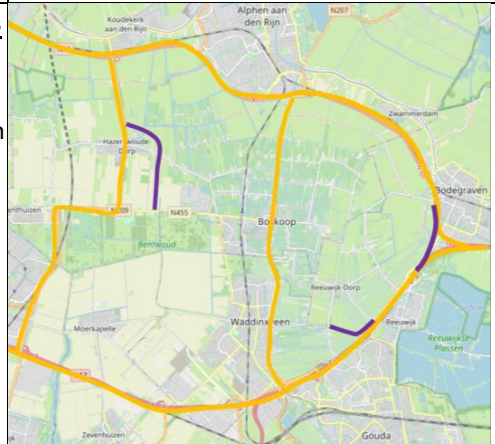 Koudekerk
aan den Rijn
Alphen aan
den Rijn
N207
Zwammerdam
Dorp
Bodegraven
N209
N455
Boskoop
Bentwoud
Reeuwijk-Dorp
Moerkapelle
Waddinxveen
Reeuwijk
Reeuwijkse
Plassen
Zevenhuizen
Gouda